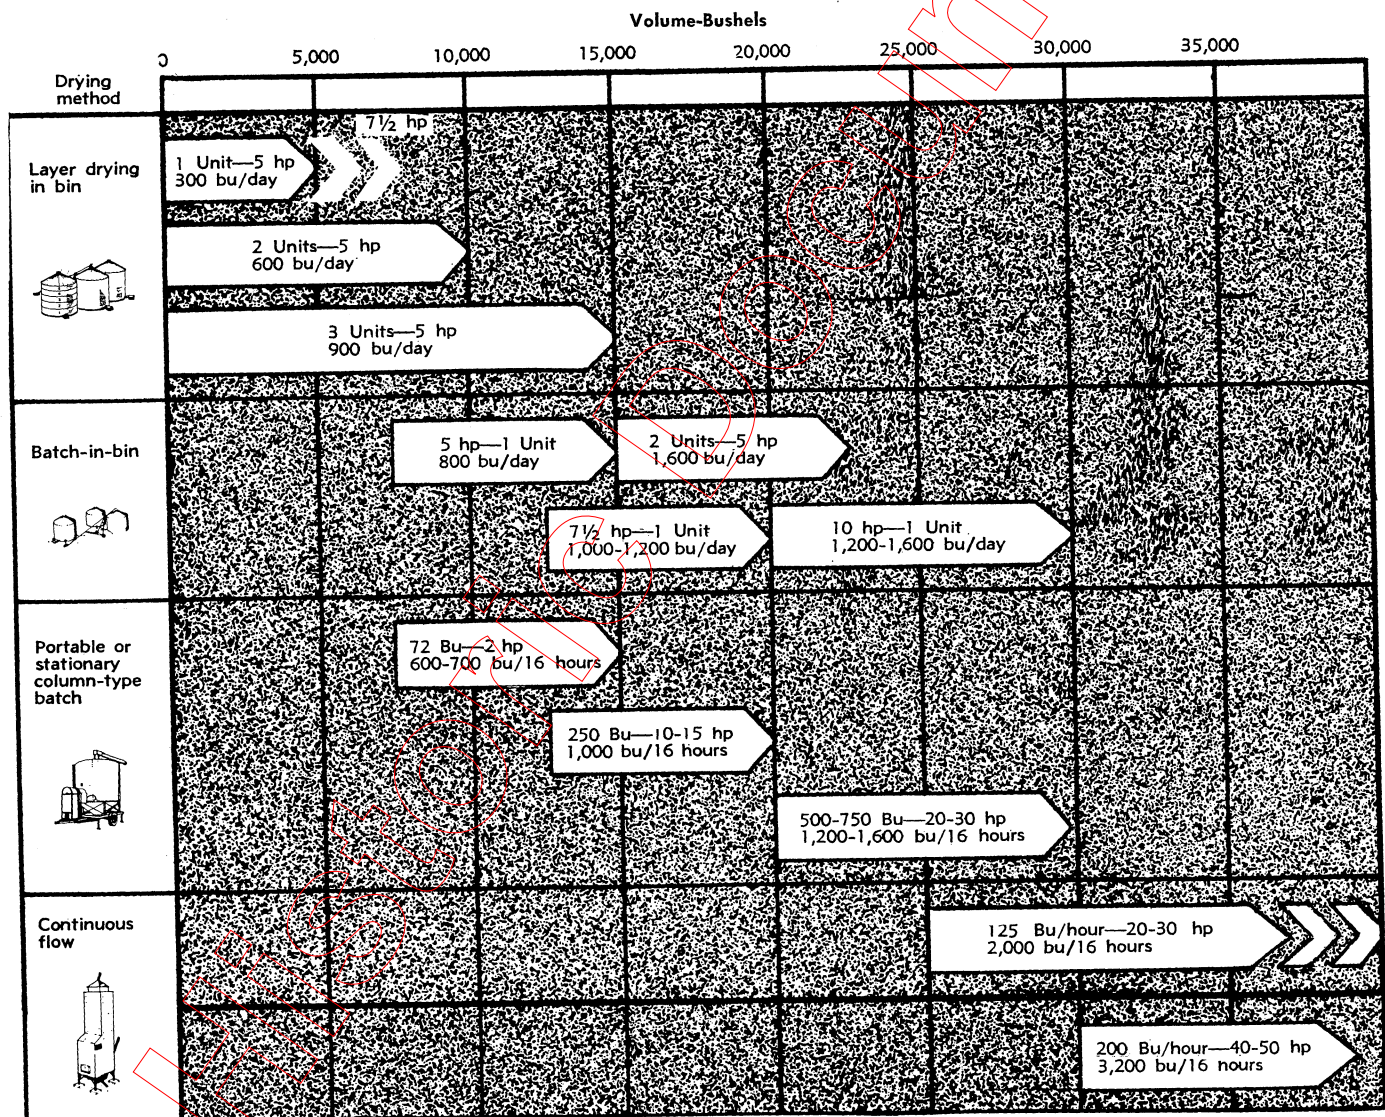 Volume-Bushels
0 5,000 10,000 15,000 20,000 25,000 30,000 35,000
Drying
method
7½ hp
Layer drying
in bin
1 Unit—5 hp
300 bu/day
2 Units—5 hp
600 bu/day
3 Units—5 hp
900 bu/day
Batch-in-bin
5 hp—1 Unit
800 bu/day
2 Units—5 hp
1,600 bu/day
7½ hp—1 Unit
1,000-1,200 bu/day
10 hp—1 Unit
1,200-1,600 bu/day
Portable or
stationary
column-type
batch
72 Bu—2 hp
600-700 bu/16 hours
250 Bu—10-15 hp
1,000 bu/16 hours
500-750 Bu—20-30 hp
1,200-1,600 bu/16 hours
Continuous
flow
125 Bu/hour—20-30 hp
2,000 bu/16 hours
200 Bu/hour—40-50 hp
3,200 bu/16 hours
Historic Docum